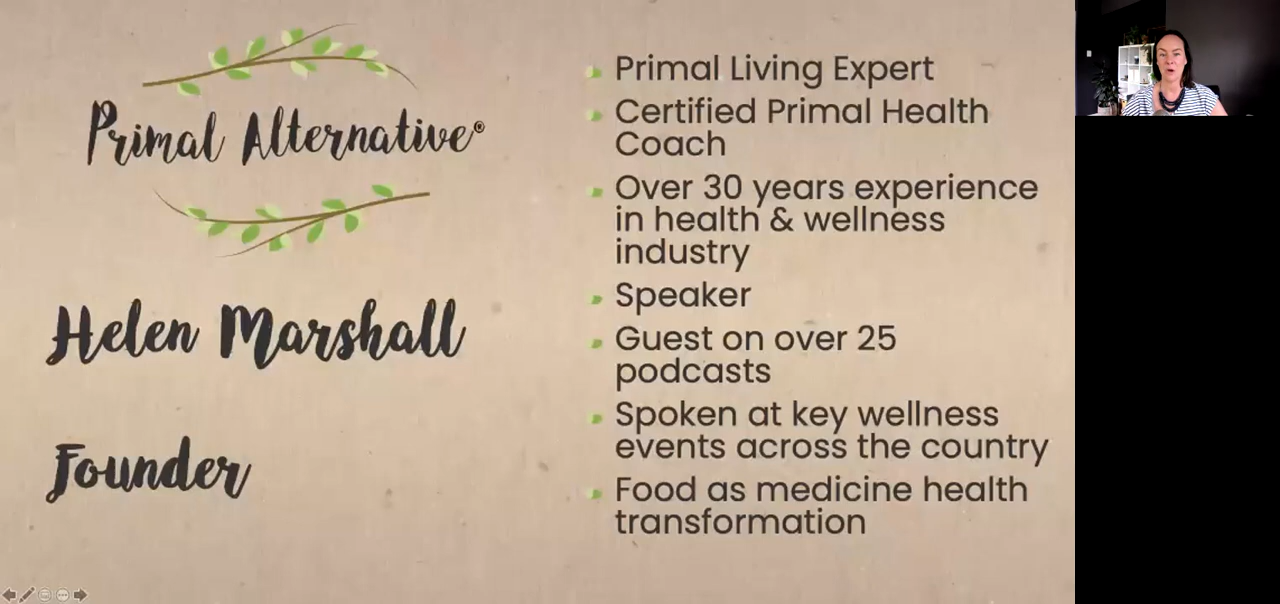 Primal Alternative®
Helen Marshall
Founder
Primal Living Expert
Certified Primal Health
Coach
Over 30 years experience
in health & wellness
industry
Speaker
Guest on over 25
podcasts
Spoken at key wellness
events across the country
Food as medicine health
transformation